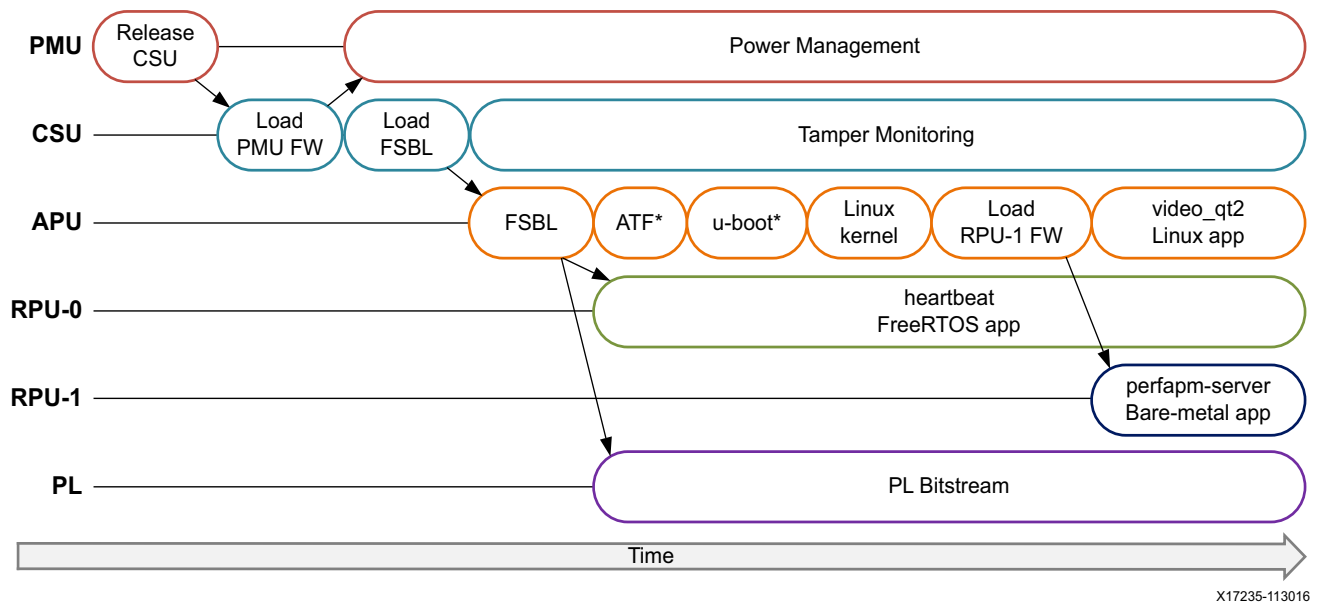 PMU
Release
CSU
Power Management
CSU
Load
PMU FW
Load
FSBL
Tamper Monitoring
APU
FSBL
ATF*
u-boot*
Linux
kernel
Load
RPU-1 FW
video_qt2
Linux app
RPU-0
heartbeat
FreeRTOS app
RPU-1
perfapm-server
Bare-metal app
PL
PL Bitstream
Time
X17235-113016